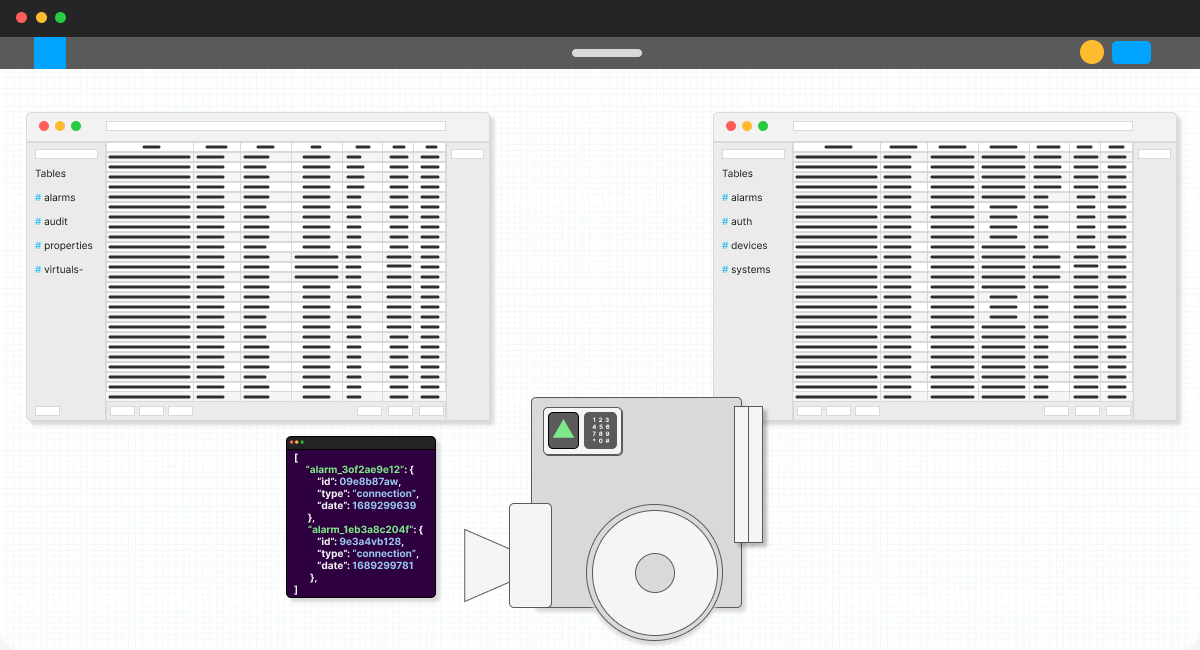 Tables
# alarms
# audit
# properties
# virtuals-
Tables
# alarms
# auth
# devices
# systems
1 2 3
4 5 6
7 8 9
* 0 #
[
“alarm_3of2ae9e12”: {
“id”: 09e8b87aw,
“type”: “connection”,
“date”: 1689299639
},
“alarm_1eb3a8c204f”: {
“id”: 9e3a4vb128,
“type”: “connection”,
“date”: 1689299781
},
]